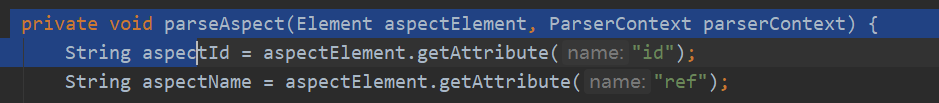 private void parseAspect(Element aspectElement, ParserContext parserContext) {
String aspectId = aspectElement.getAttribute( name: "id");
String aspectName = aspectElement.getAttribute( name: "ref");